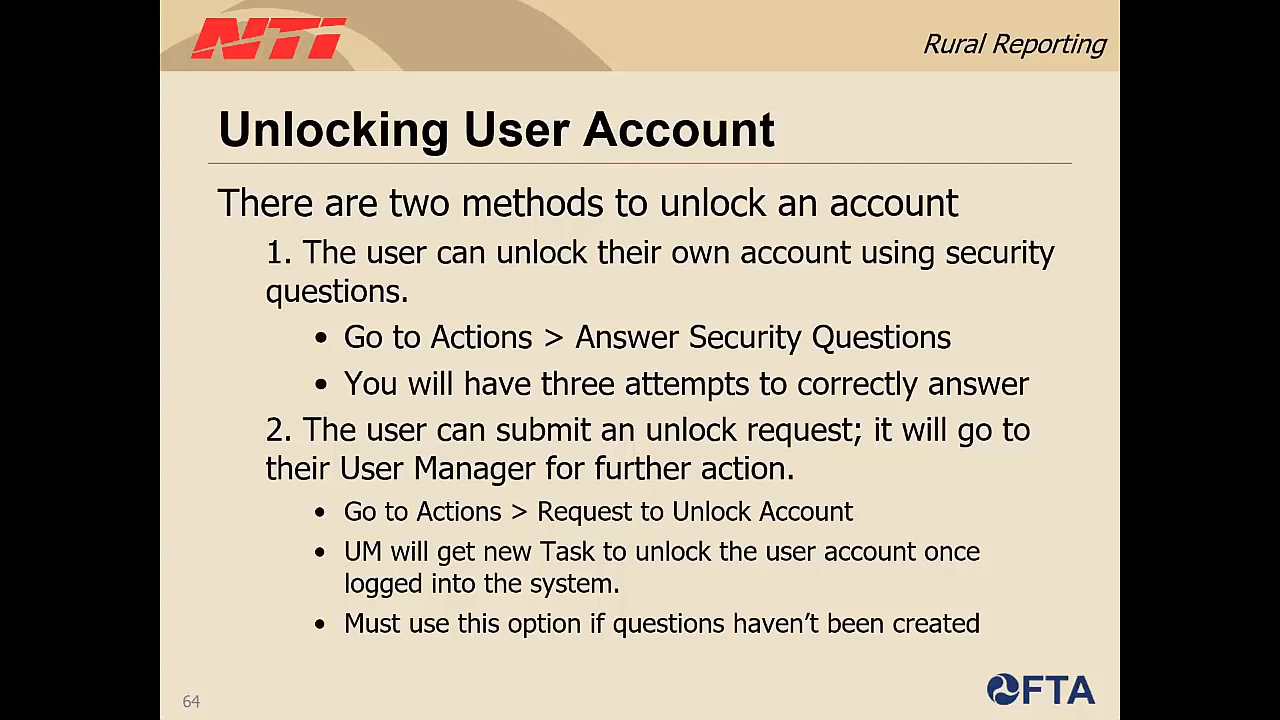 NTI
Rural Reporting
Unlocking User Account
There are two methods to unlock an account
1. The user can unlock their own account using security
questions.
• Go to Actions > Answer Security Questions
• You will have three attempts to correctly answer
2. The user can submit an unlock request; it will go to
their User Manager for further action.
• Go to Actions > Request to Unlock Account
• UM will get new Task to unlock the user account once
logged into the system.
• Must use this option if questions haven’t been created
64
FTA